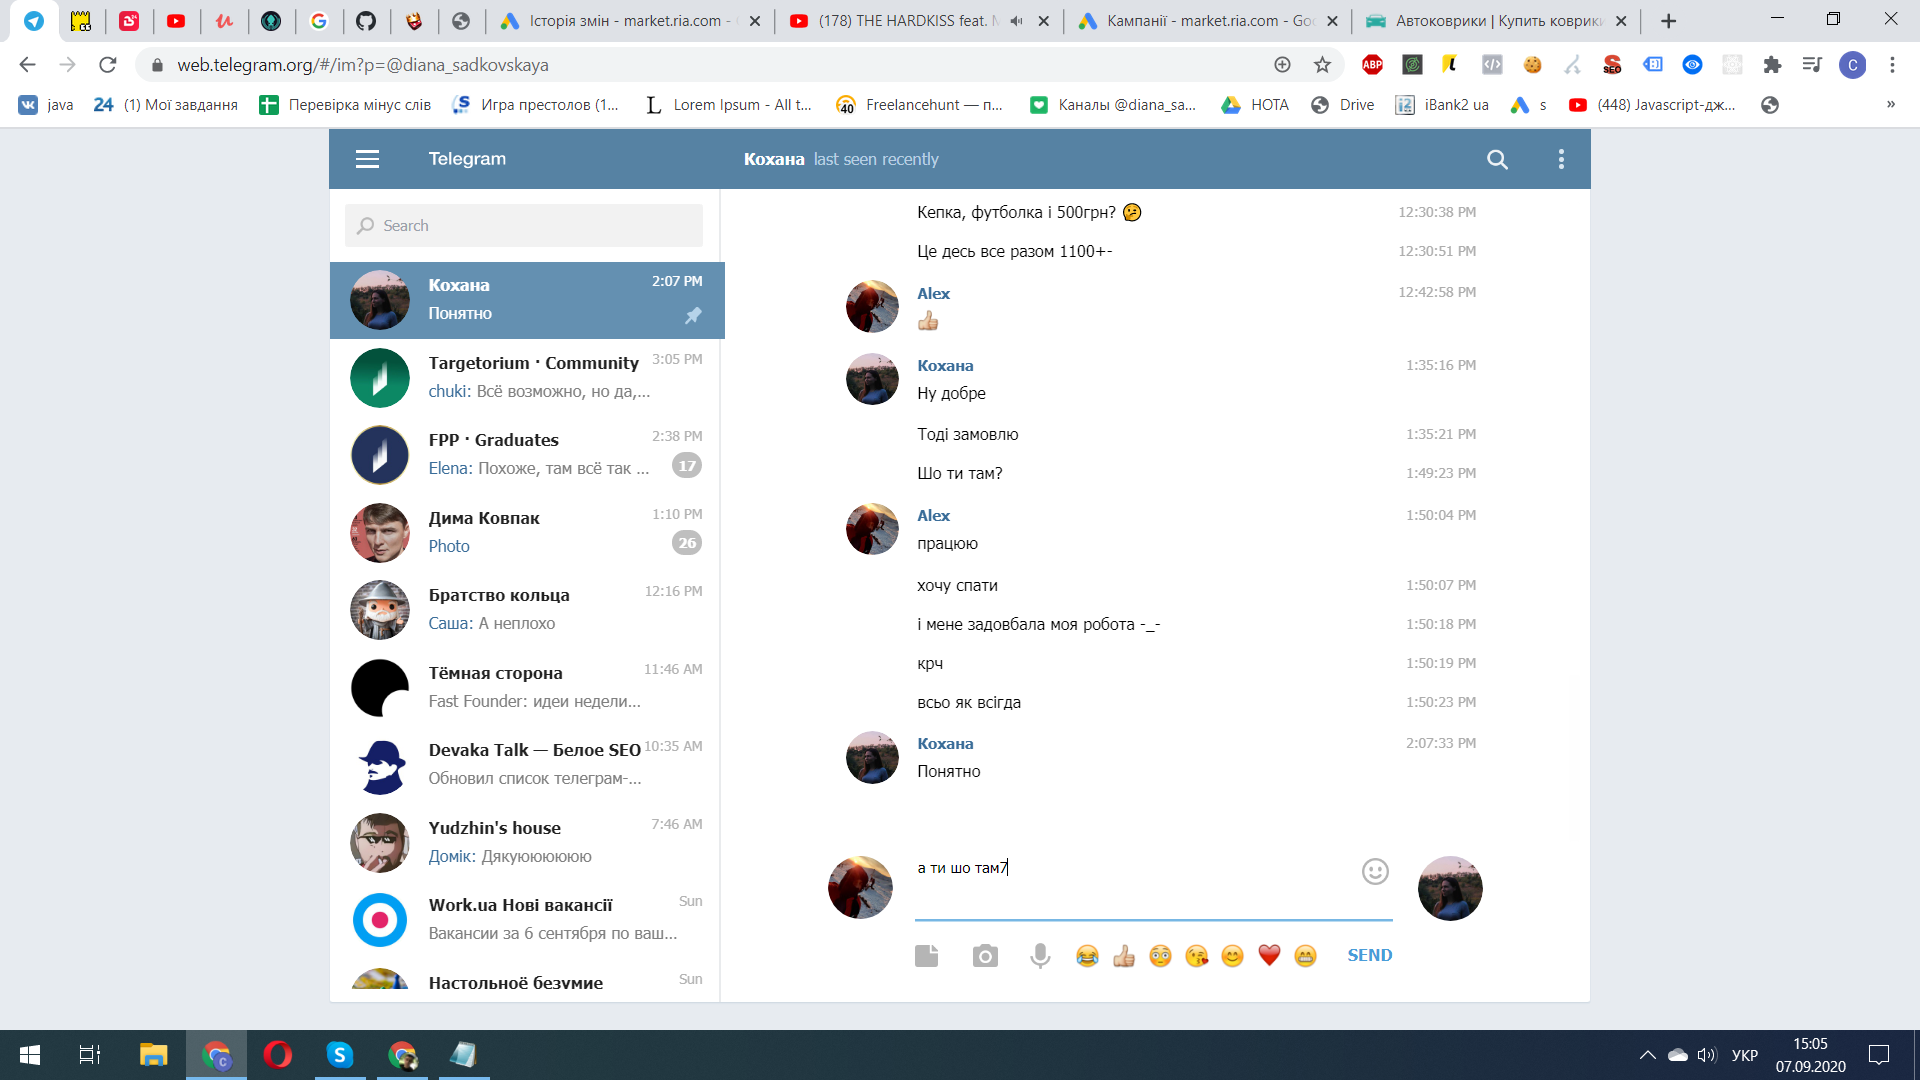 Історія змін - market.ria.com - G
(178) THE HARDKISS feat. M
Кампанії - market.ria.com - Goo
Автоковрики | Купить коврики
web.telegram.org/#/im?p=@diana_sadkovskaya
ABP
SEO
C
java
24 (1) Мої завдання
Перевірка мінус слів
Игра престолов (1...
Lorem Ipsum - All t...
40 Freelancehunt — п...
Каналы @diana_sa...
НОТА
Drive
iBank2 ua
s
(448) Javascript-дж...
»
Telegram
Кохана last seen recently
Search
Кохана 2:07 PM
Понятно
Targetorium · Community 3:05 PM
chuki: Всё возможно, но да,...
FPP · Graduates 2:38 PM
Elena: Похоже, там всё так ... 17
Дима Ковпак 1:10 PM
Photo 26
Братство кольца 12:16 PM
Саша: А неплохо
Тёмная сторона 11:46 AM
Fast Founder: идеи недели...
Devaka Talk — Белое SEO 10:35 AM
Обновил список телеграм-...
Yudzhin's house 7:46 AM
Домік: Дякуюююююю
Work.ua Нові вакансії Sun
Вакансии за 6 сентября по ваш...
Настольноё безумие Sun
Кепка, футболка і 500грн? 12:30:38 PM
Це десь все разом 1100+- 12:30:51 PM
Alex 12:42:58 PM
Кохана 1:35:16 PM
Ну добре
Тоді замовлю 1:35:21 PM
Шо ти там? 1:49:23 PM
Alex 1:50:04 PM
працюю
хочу спати 1:50:07 PM
і мене задовбала моя робота -_- 1:50:18 PM
крч 1:50:19 PM
всьо як всігда 1:50:23 PM
Кохана 2:07:33 PM
Понятно
а ти шо там7
SEND
УКР
15:05
07.09.2020